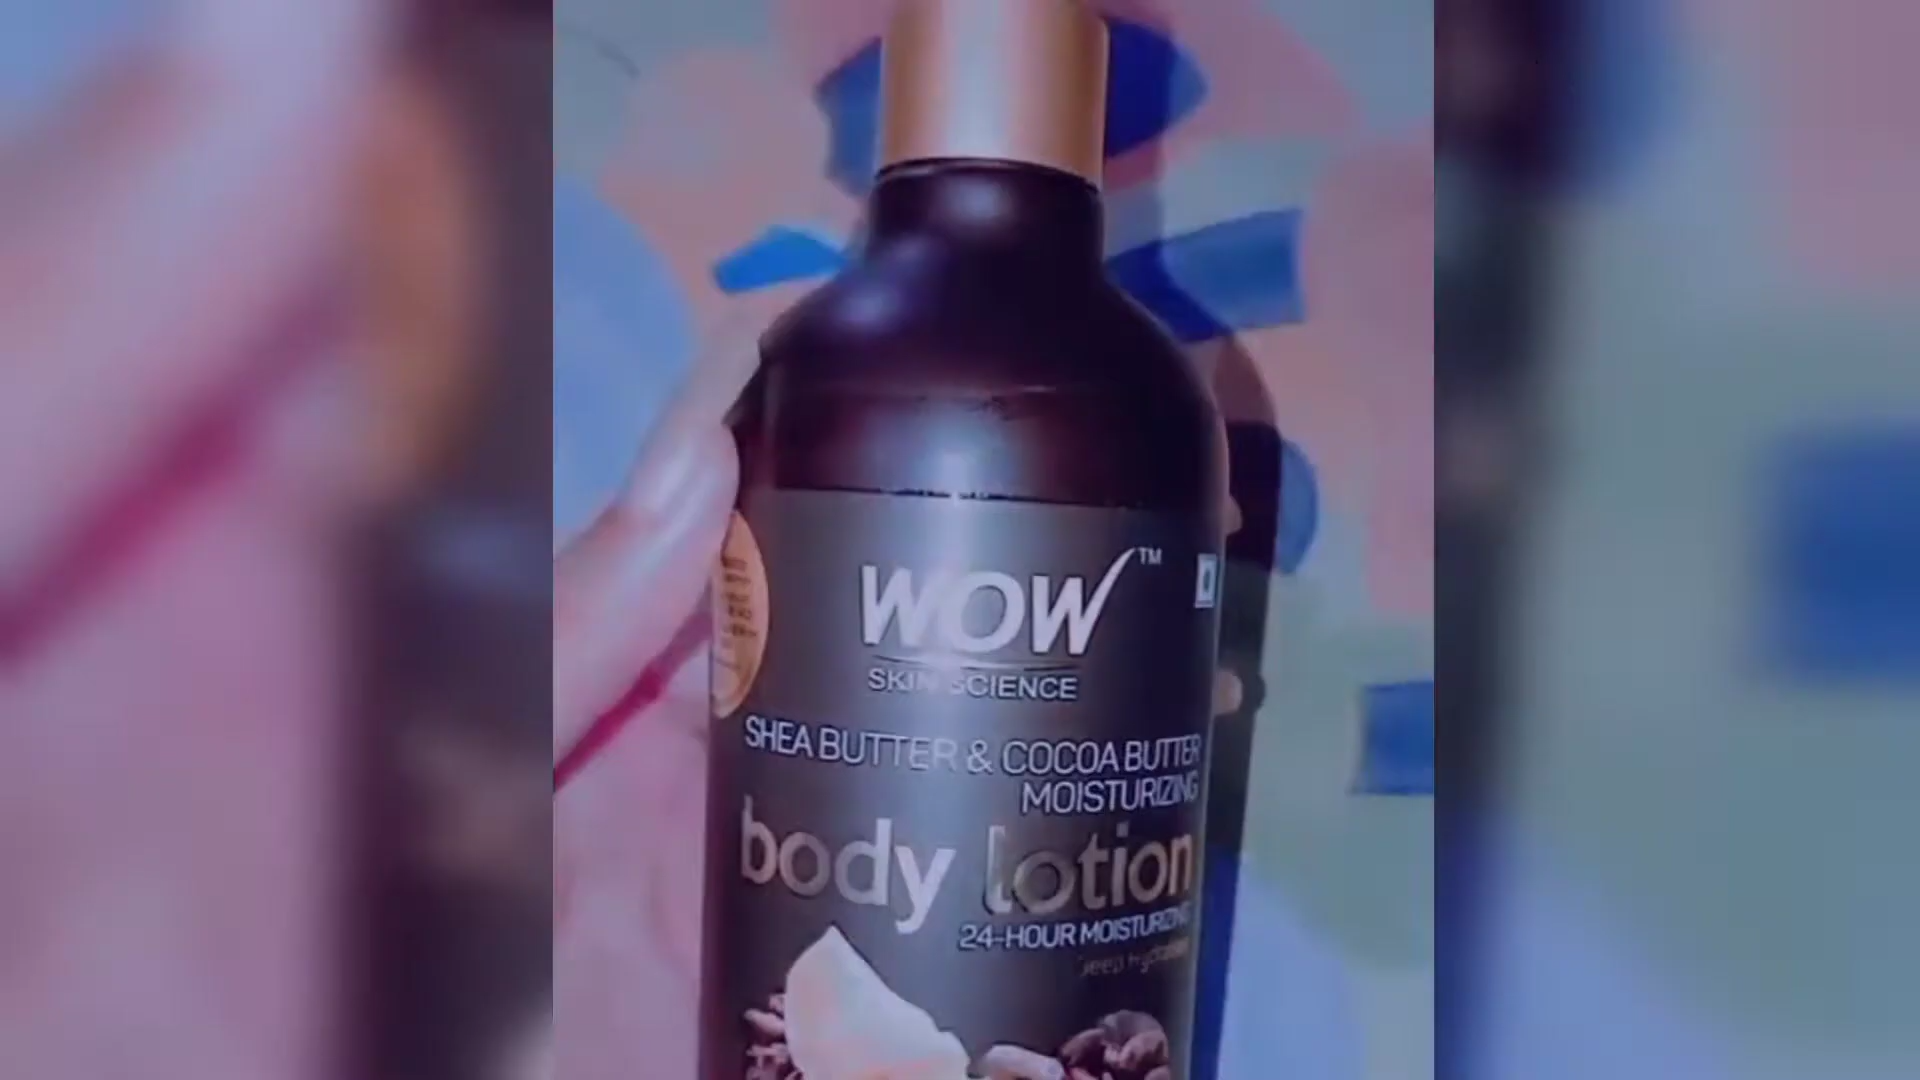 WOW™
SKIN SCIENCE
SHEA BUTTER & COCOA BUTTER
MOISTURIZING
body lotion
24-HOUR MOISTURIZING